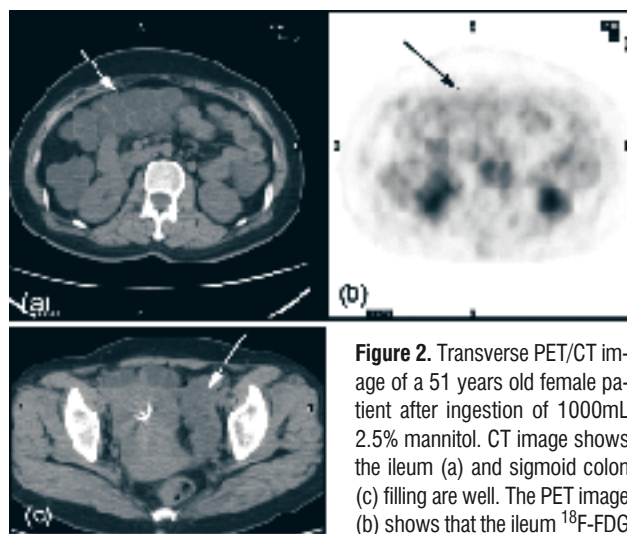 (a)
(b)
(c)
Figure 2. Transverse PET/CT im-
age of a 51 years old female pa-
tient after ingestion of 1000mL
2.5% mannitol. CT image shows
the ileum (a) and sigmoid colon
(c) filling are well. The PET image
(b) shows that the ileum ¹⁸F-FDG